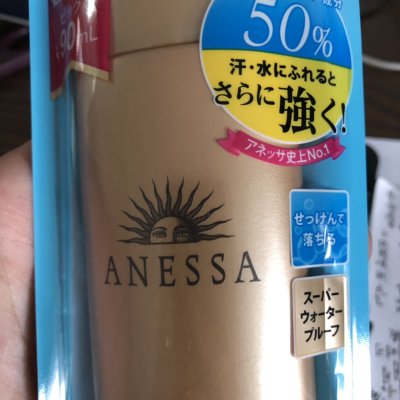 90mL
50%
汗・水にふれると
さらに強く!
アネッサ史上No.1
せっけんで
落ちる
ANESSA
スーパー
ウォーター
プルーフ